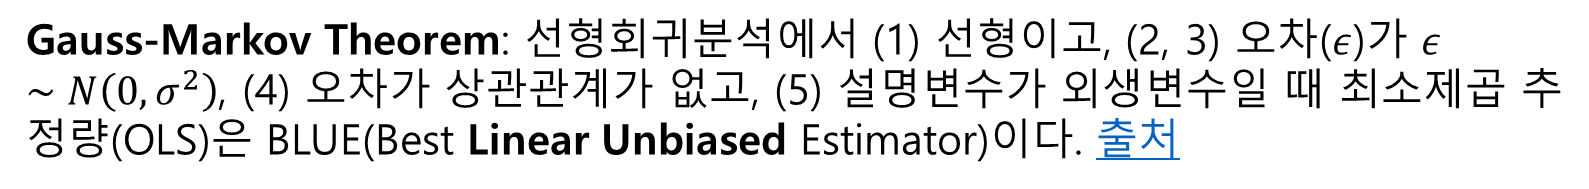 Gauss-Markov Theorem: 선형회귀분석에서 (1) 선형이고, (2, 3) 오차(𝜖)가 𝜖
~ 𝑁(0, 𝜎²), (4) 오차가 상관관계가 없고, (5) 설명변수가 외생변수일 때 최소제곱 추
정량(OLS)은 BLUE(Best Linear Unbiased Estimator)이다. 출처